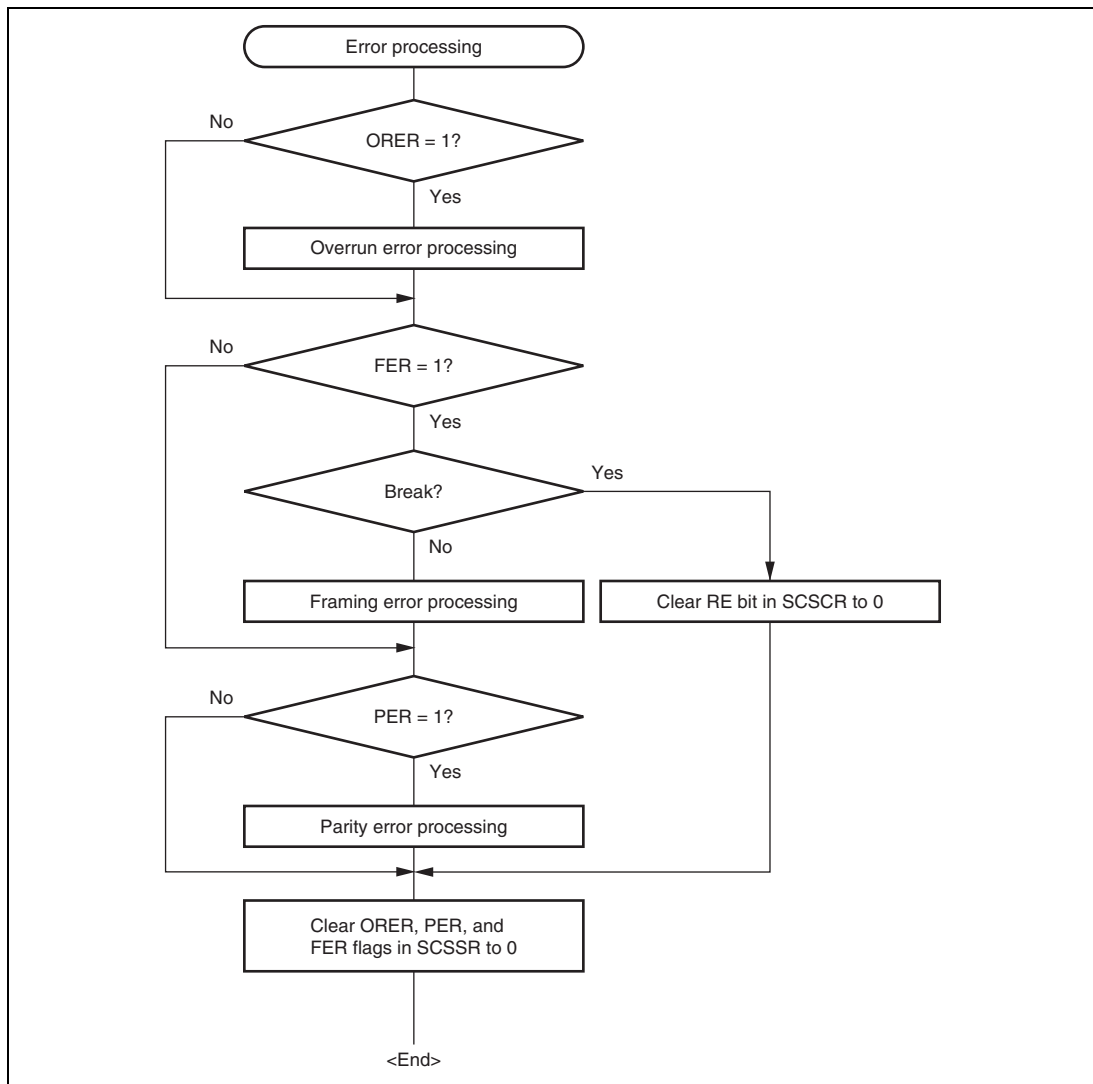 Error processing
No
ORER = 1?
Yes
Overrun error processing
No
FER = 1?
Yes
Yes
Break?
No
Framing error processing
Clear RE bit in SCSCR to 0
No
PER = 1?
Yes
Parity error processing
Clear ORER, PER, and
FER flags in SCSSR to 0
<End>